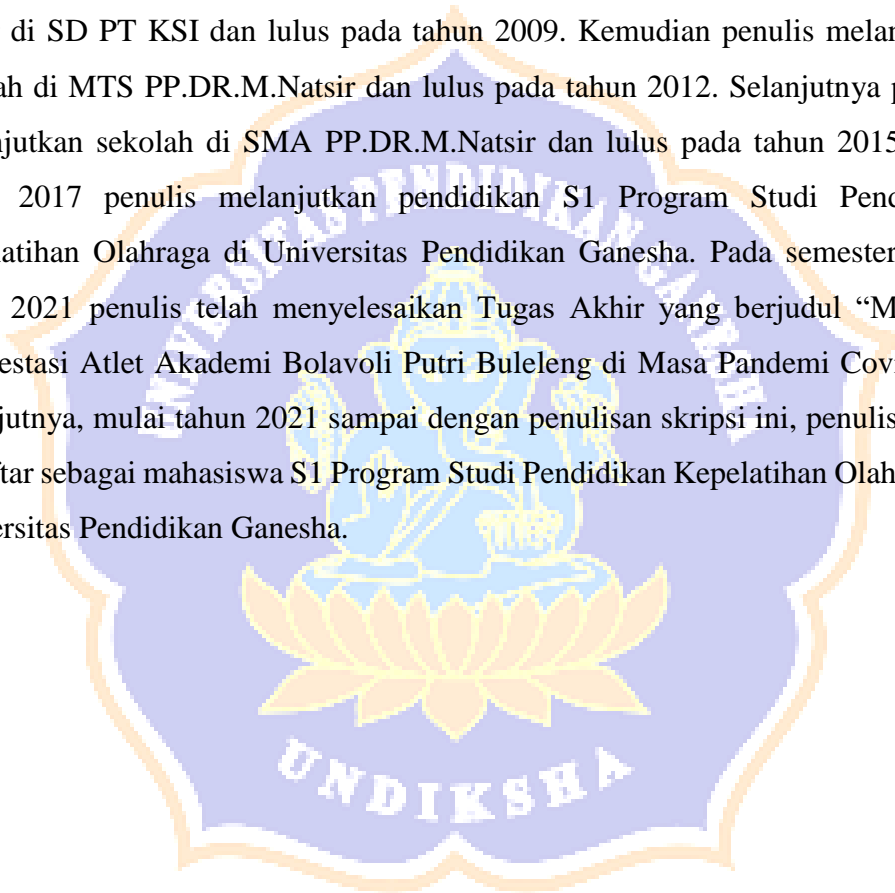 di SD PT KSI dan lulus pada tahun 2009. Kemudian penulis melan
ah di MTS PP.DR.M.Natsir dan lulus pada tahun 2012. Selanjutnya p
njutkan sekolah di SMA PP.DR.M.Natsir dan lulus pada tahun 2015
2017 penulis melanjutkan pendidikan S1 Program Studi Pend
latihan Olahraga di Universitas Pendidikan Ganesha. Pada semester
2021 penulis telah menyelesaikan Tugas Akhir yang berjudul “M
estasi Atlet Akademi Bolavoli Putri Buleleng di Masa Pandemi Cov
jutnya, mulai tahun 2021 sampai dengan penulisan skripsi ini, penulis
ftar sebagai mahasiswa S1 Program Studi Pendidikan Kepelatihan Olah
ersitas Pendidikan Ganesha.
UNIVERSITAS PENDIDIKAN GANESHA
UNDIKSHA